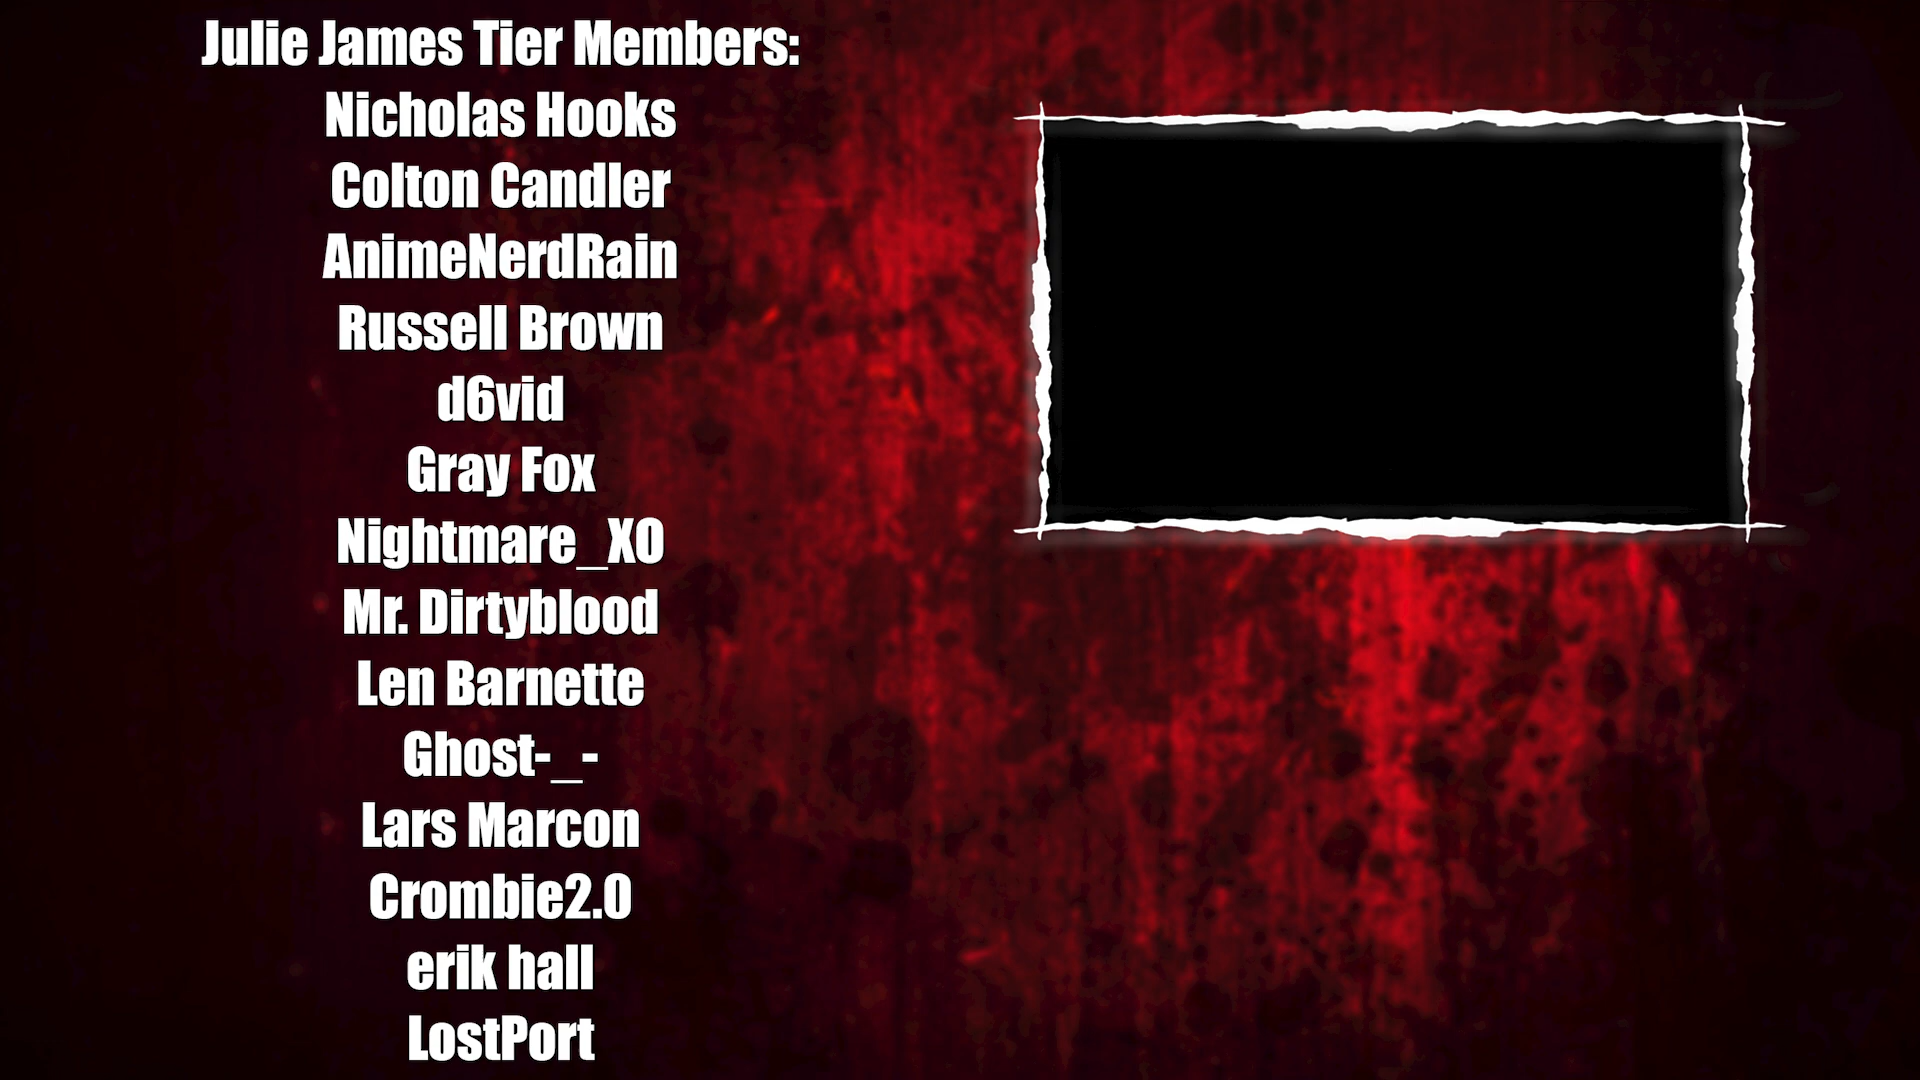 Julie James Tier Members:
Nicholas Hooks
Colton Candler
AnimeNerdRain
Russell Brown
d6vid
Gray Fox
Nightmare_XO
Mr. Dirtyblood
Len Barnette
Ghost-_-
Lars Marcon
Crombie2.0
erik hall
LostPort